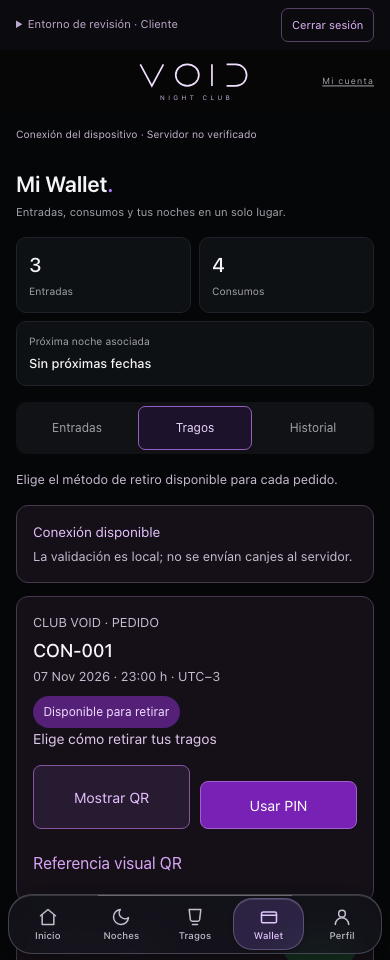 ▶ Entorno de revisión · Cliente
Cerrar sesión
VOID
NIGHT CLUB
Mi cuenta
Conexión del dispositivo · Servidor no verificado
Mi Wallet.
Entradas, consumos y tus noches en un solo lugar.
3
Entradas
4
Consumos
Próxima noche asociada
Sin próximas fechas
Entradas
Tragos
Historial
Elige el método de retiro disponible para cada pedido.
Conexión disponible
La validación es local; no se envían canjes al servidor.
CLUB VOID · PEDIDO
CON-001
07 Nov 2026 · 23:00 h · UTC−3
Disponible para retirar
Elige cómo retirar tus tragos
Mostrar QR
Usar PIN
Referencia visual QR
Inicio
Noches
Tragos
Wallet
Perfil